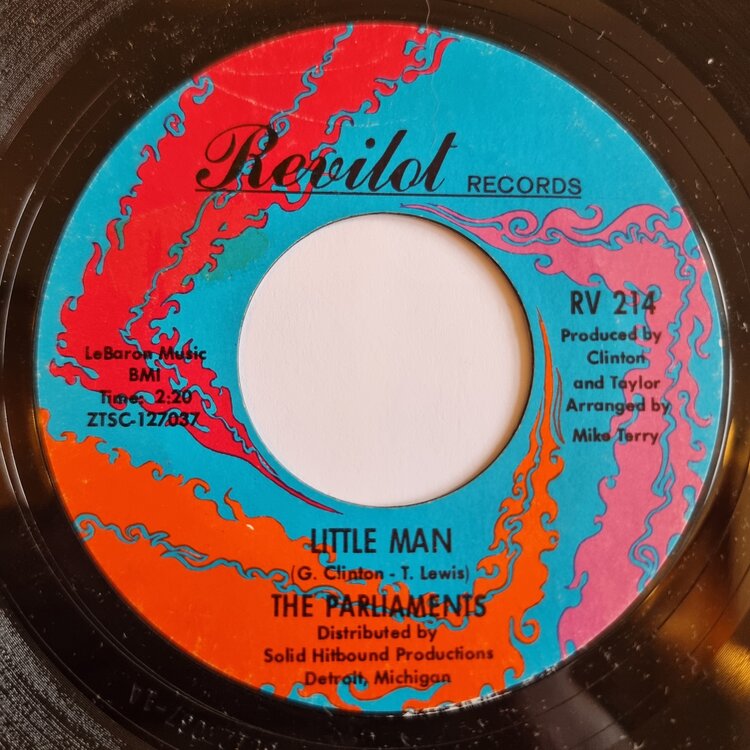 Revilot RECORDS
RV 214
Produced by
Clinton
and Taylor
Arranged by
Mike Terry
LeBaron Music
BMI
Time: 2:20
ZTSC-127037
LITTLE MAN
(G. Clinton - T. Lewis)
THE PARLIAMENTS
Distributed by
Solid Hitbound Productions
Detroit, Michigan